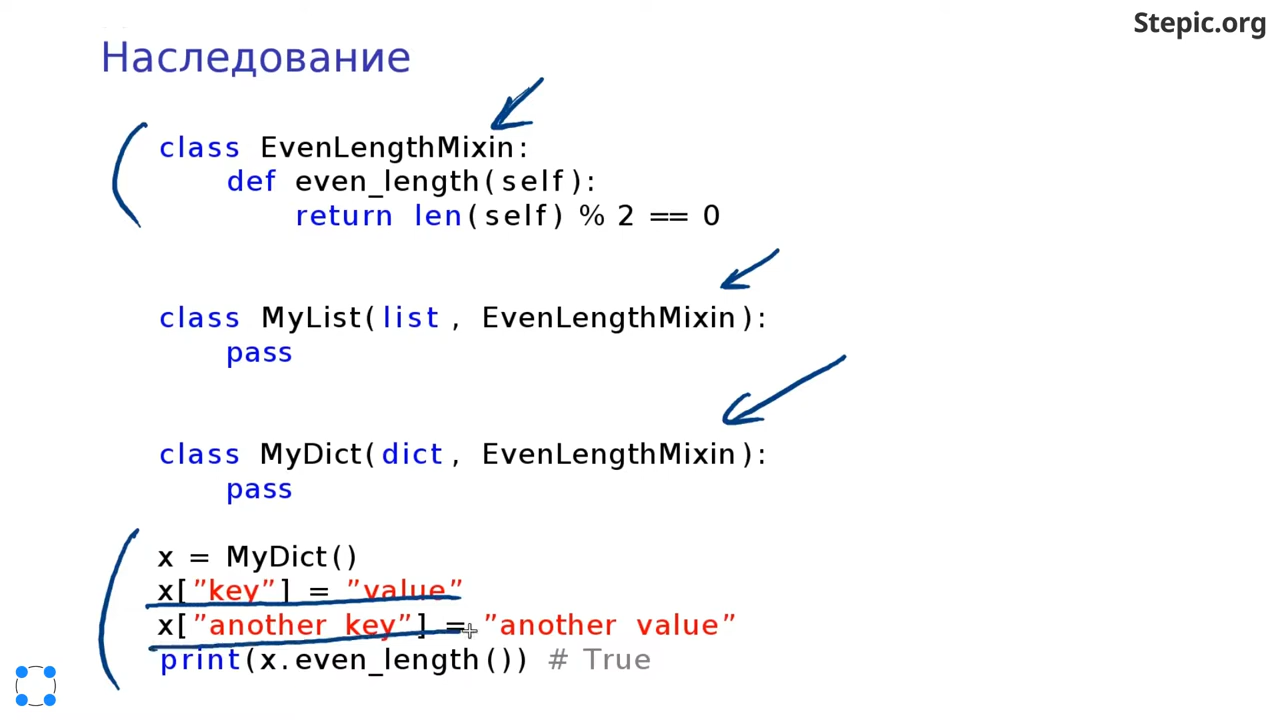 Stepic.org
Наследование
class EvenLengthMixin:
    def even_length(self):
        return len(self) % 2 == 0
class MyList(list, EvenLengthMixin):
    pass
class MyDict(dict, EvenLengthMixin):
    pass
x = MyDict()
x[”key”] = ”value”
x[”another key”] = ”another value”
print(x.even_length()) # True